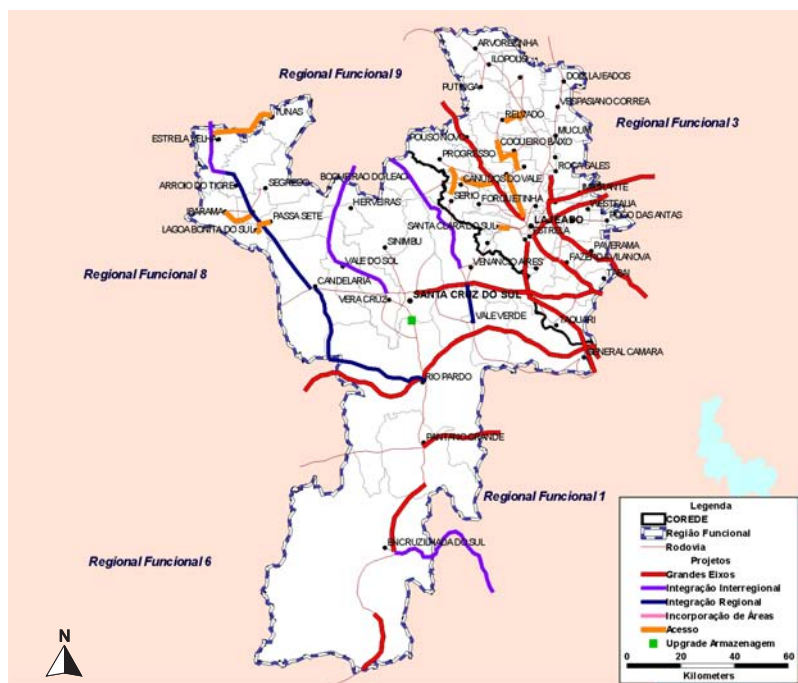 ARVOREZINHA
ILOPOLIS
Regional Funcional 9
DOIS LAJEADOS
PUTINGA
VESPASIANO CORREA
TUNAS
RELVADO
Regional Funcional 3
ESTRELA VELHA
POUSO NOVO
MUCUM
COQUEIRO BAIXO
PROGRESSO
ROCA SALES
BOQUEIRAO DO LEAO
CANUDOS DO VALE
ARROIO DO TIGRE
SEGREDO
IMIGRANTE
HERVEIRAS
SERIO
FORQUETINHA
WESTFALIA
IBARAMA
PASSA SETE
POCO DAS ANTAS
LAJEADO
LAGOA BONITA DO SUL
SANTA CLARA DO SUL
ESTRELA
SINIMBU
PAVERAMA
Regional Funcional 8
VALE DO SOL
VENANCIO AIRES
FAZENDA VILANOVA
TABAI
CANDELARIA
VERA CRUZ
SANTA CRUZ DO SUL
VALE VERDE
TAQUARI
GENERAL CAMARA
RIO PARDO
PANTANO GRANDE
Regional Funcional 1
ENCRUZILHADA DO SUL
Regional Funcional 6
N
Legenda
COREDE
Região Funcional
Rodovia
Projetos
Grandes Eixos
Integração Interregional
Integração Regional
Incorporação de Áreas
Acesso
Upgrade Armazenagem
0 20 40 60
Kilometers